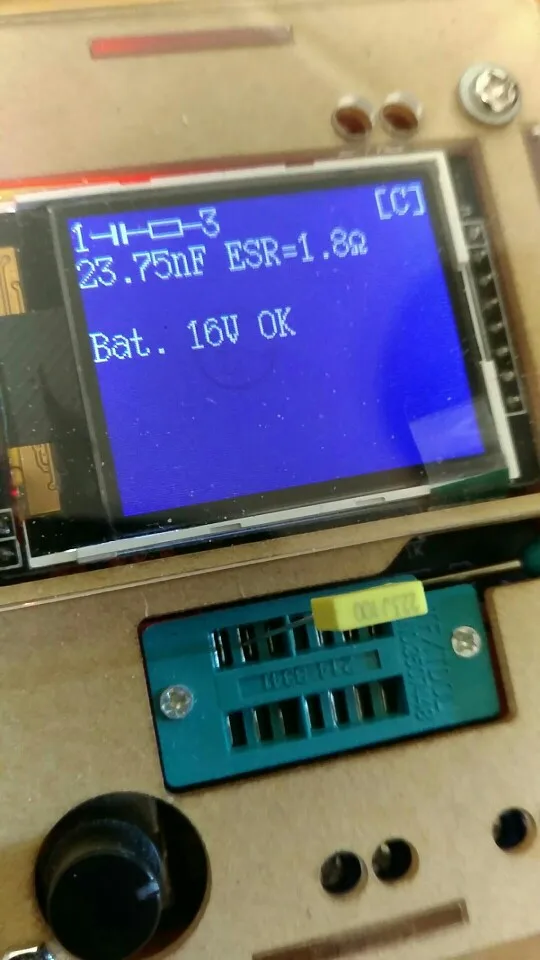 [C]
1 3
23.75nF ESR=1.8Ω
Bat. 16V OK